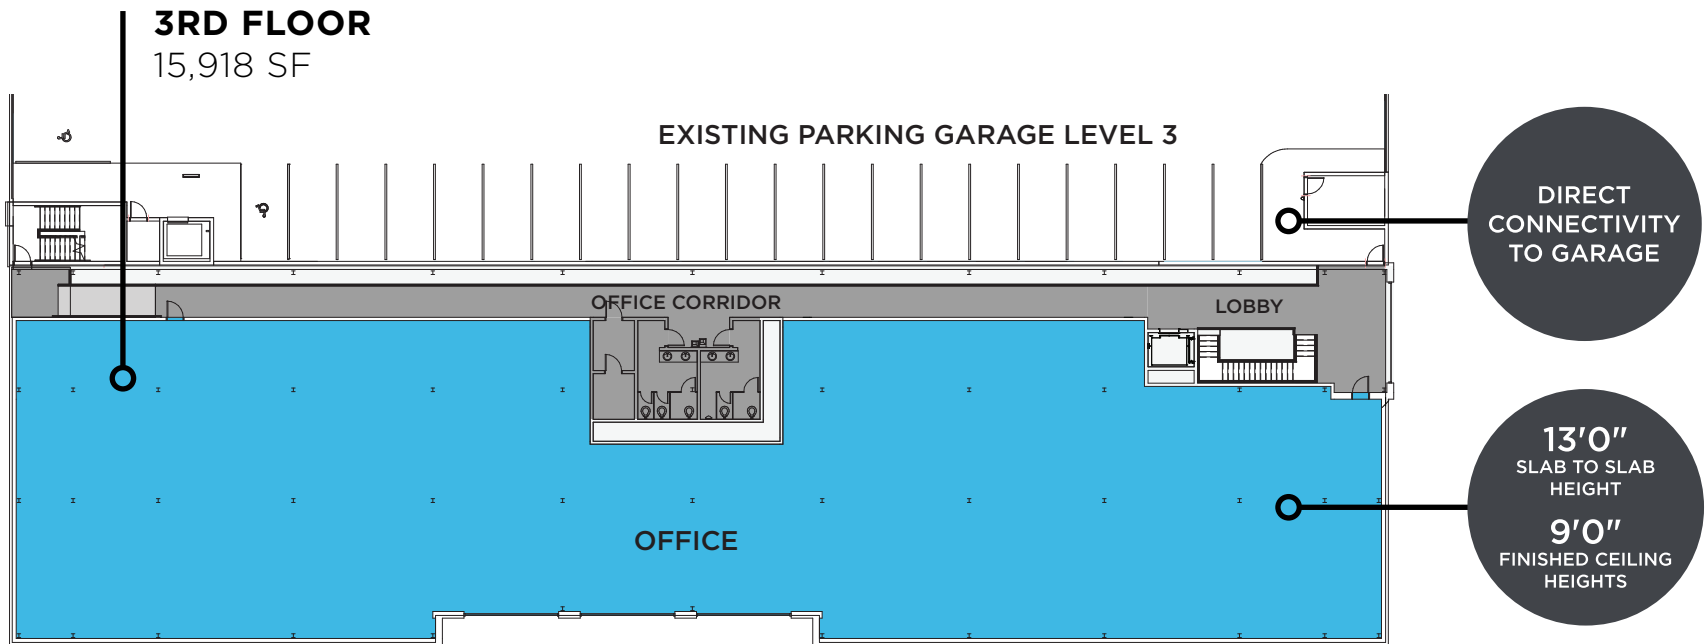 3RD FLOOR
15,918 SF
EXISTING PARKING GARAGE LEVEL 3
DIRECT
CONNECTIVITY
TO GARAGE
OFFICE CORRIDOR
LOBBY
13'0"
SLAB TO SLAB
HEIGHT
9'0"
FINISHED CEILING
HEIGHTS
OFFICE